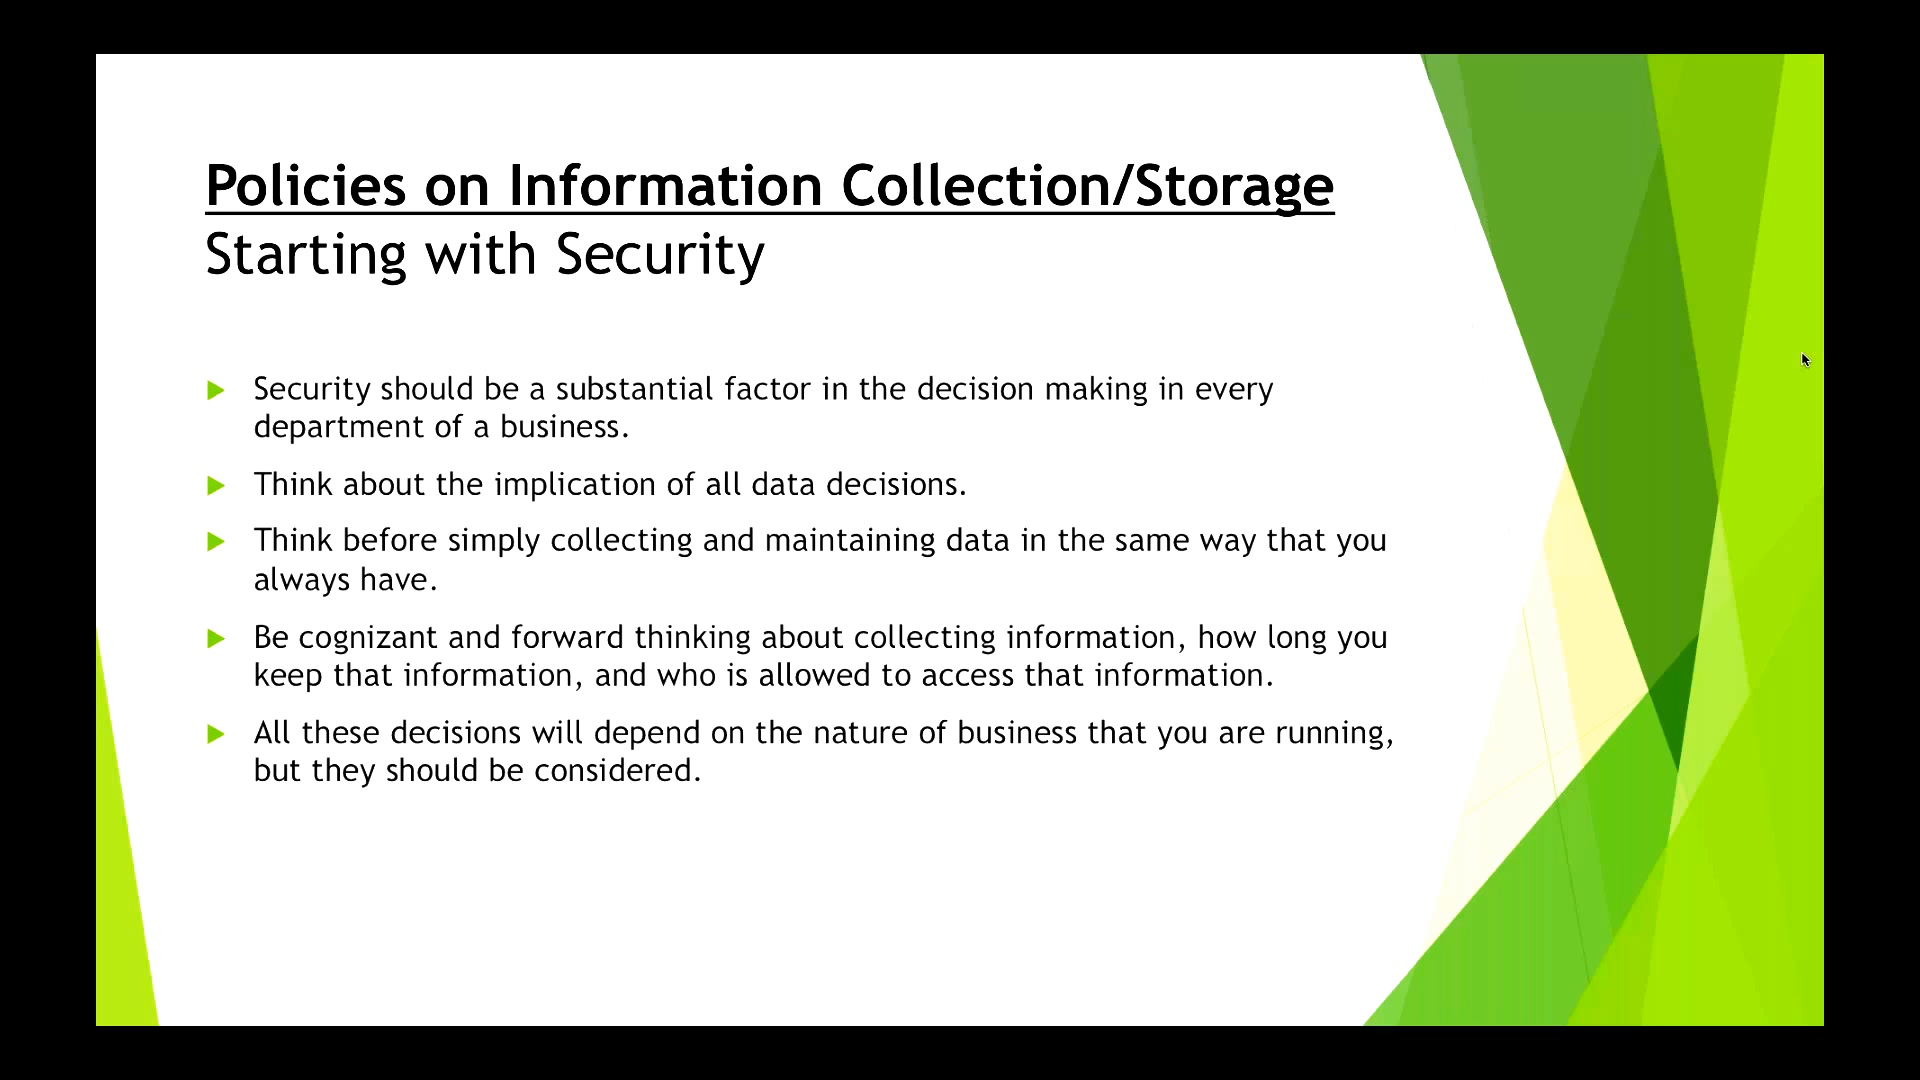 Policies on Information Collection/Storage
Starting with Security
Security should be a substantial factor in the decision making in every
department of a business.
Think about the implication of all data decisions.
Think before simply collecting and maintaining data in the same way that you
always have.
Be cognizant and forward thinking about collecting information, how long you
keep that information, and who is allowed to access that information.
All these decisions will depend on the nature of business that you are running,
but they should be considered.